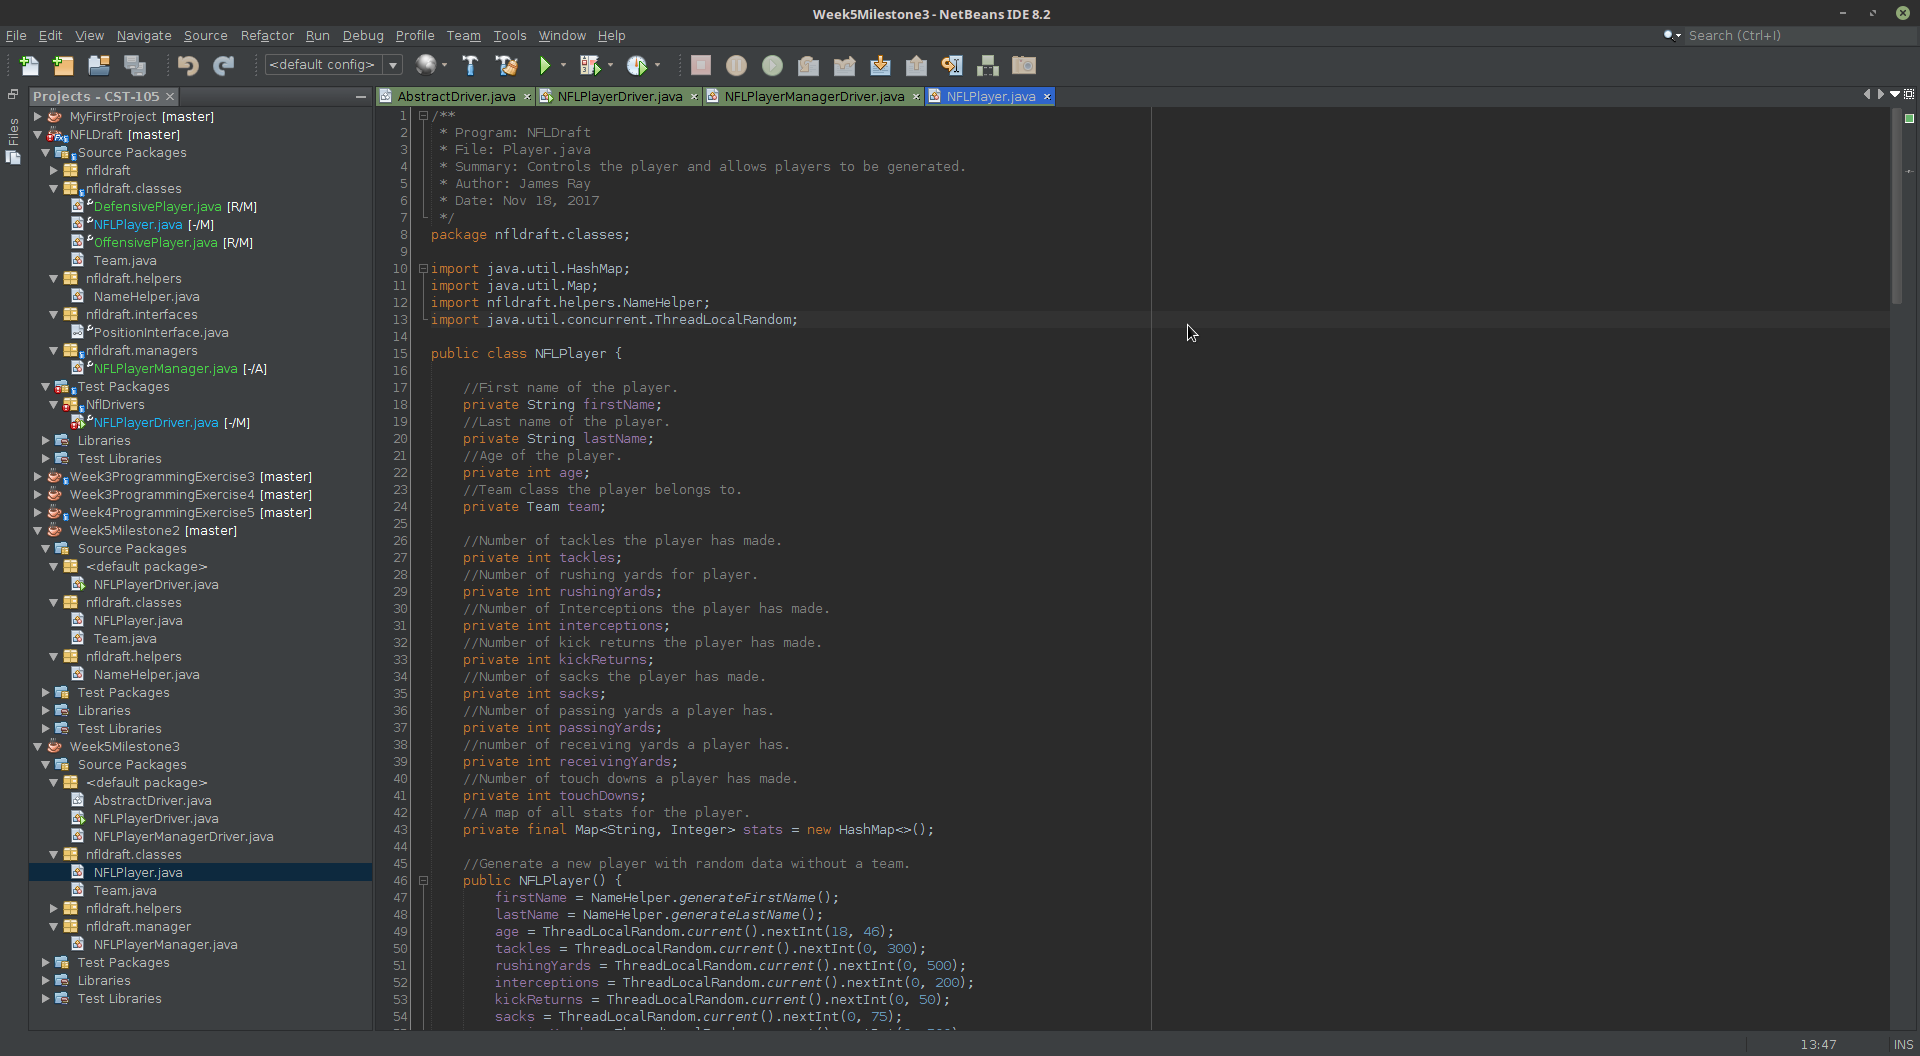 Week5Milestone3 - NetBeans IDE 8.2
File Edit View Navigate Source Refactor Run Debug Profile Team Tools Window Help
Search (Ctrl+I)
<default config>
Files
Projects - CST-105
MyFirstProject [master]
NFLDraft [master]
Source Packages
nfldraft
nfldraft.classes
DefensivePlayer.java [R/M]
NFLPlayer.java [-/M]
OffensivePlayer.java [R/M]
Team.java
nfldraft.helpers
NameHelper.java
nfldraft.interfaces
PositionInterface.java
nfldraft.managers
NFLPlayerManager.java [-/A]
Test Packages
NflDrivers
NFLPlayerDriver.java [-/M]
Libraries
Test Libraries
Week3ProgrammingExercise3 [master]
Week3ProgrammingExercise4 [master]
Week4ProgrammingExercise5 [master]
Week5Milestone2 [master]
Source Packages
<default package>
NFLPlayerDriver.java
nfldraft.classes
NFLPlayer.java
Team.java
nfldraft.helpers
NameHelper.java
Test Packages
Libraries
Test Libraries
Week5Milestone3
Source Packages
<default package>
AbstractDriver.java
NFLPlayerDriver.java
NFLPlayerManagerDriver.java
nfldraft.classes
NFLPlayer.java
Team.java
nfldraft.helpers
nfldraft.manager
NFLPlayerManager.java
Test Packages
Libraries
Test Libraries
AbstractDriver.java NFLPlayerDriver.java NFLPlayerManagerDriver.java NFLPlayer.java
1 /**
2 * Program: NFLDraft
3 * File: Player.java
4 * Summary: Controls the player and allows players to be generated.
5 * Author: James Ray
6 * Date: Nov 18, 2017
7 */
8 package nfldraft.classes;
9
10 import java.util.HashMap;
11 import java.util.Map;
12 import nfldraft.helpers.NameHelper;
13 import java.util.concurrent.ThreadLocalRandom;
14
15 public class NFLPlayer {
16
17 //First name of the player.
18 private String firstName;
19 //Last name of the player.
20 private String lastName;
21 //Age of the player.
22 private int age;
23 //Team class the player belongs to.
24 private Team team;
25
26 //Number of tackles the player has made.
27 private int tackles;
28 //Number of rushing yards for player.
29 private int rushingYards;
30 //Number of Interceptions the player has made.
31 private int interceptions;
32 //Number of kick returns the player has made.
33 private int kickReturns;
34 //Number of sacks the player has made.
35 private int sacks;
36 //Number of passing yards a player has.
37 private int passingYards;
38 //number of receiving yards a player has.
39 private int receivingYards;
40 //Number of touch downs a player has made.
41 private int touchDowns;
42 //A map of all stats for the player.
43 private final Map<String, Integer> stats = new HashMap<>();
44
45 //Generate a new player with random data without a team.
46 public NFLPlayer() {
47 firstName = NameHelper.generateFirstName();
48 lastName = NameHelper.generateLastName();
49 age = ThreadLocalRandom.current().nextInt(18, 46);
50 tackles = ThreadLocalRandom.current().nextInt(0, 300);
51 rushingYards = ThreadLocalRandom.current().nextInt(0, 500);
52 interceptions = ThreadLocalRandom.current().nextInt(0, 200);
53 kickReturns = ThreadLocalRandom.current().nextInt(0, 50);
54 sacks = ThreadLocalRandom.current().nextInt(0, 75);
13:47 INS